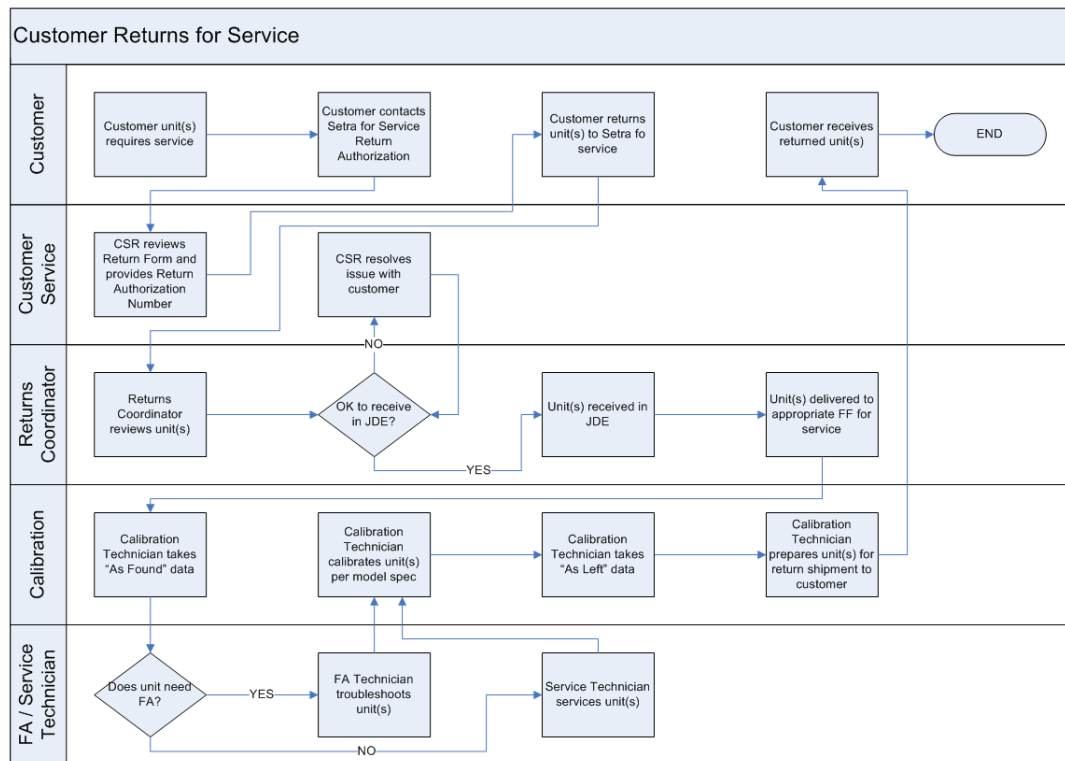 Customer Returns for Service
Customer
Customer unit(s)
requires service
Customer contacts
Setra for Service
Return
Authorization
Customer returns
unit(s) to Setra fo
service
Customer receives
returned unit(s)
END
Customer
Service
CSR reviews
Return Form and
provides Return
Authorization
Number
CSR resolves
issue with
customer
NO
Returns
Coordinator
Returns
Coordinator
reviews unit(s)
OK to receive
in JDE?
YES
Unit(s) received in
JDE
Unit(s) delivered to
appropriate FF for
service
Calibration
Calibration
Technician takes
“As Found” data
Calibration
Technician
calibrates unit(s)
per model spec
Calibration
Technician takes
“As Left” data
Calibration
Technician
prepares unit(s) for
return shipment to
customer
FA / Service
Technician
Does unit need
FA?
YES
NO
FA Technician
troubleshoots
unit(s)
Service Technician
services unit(s)